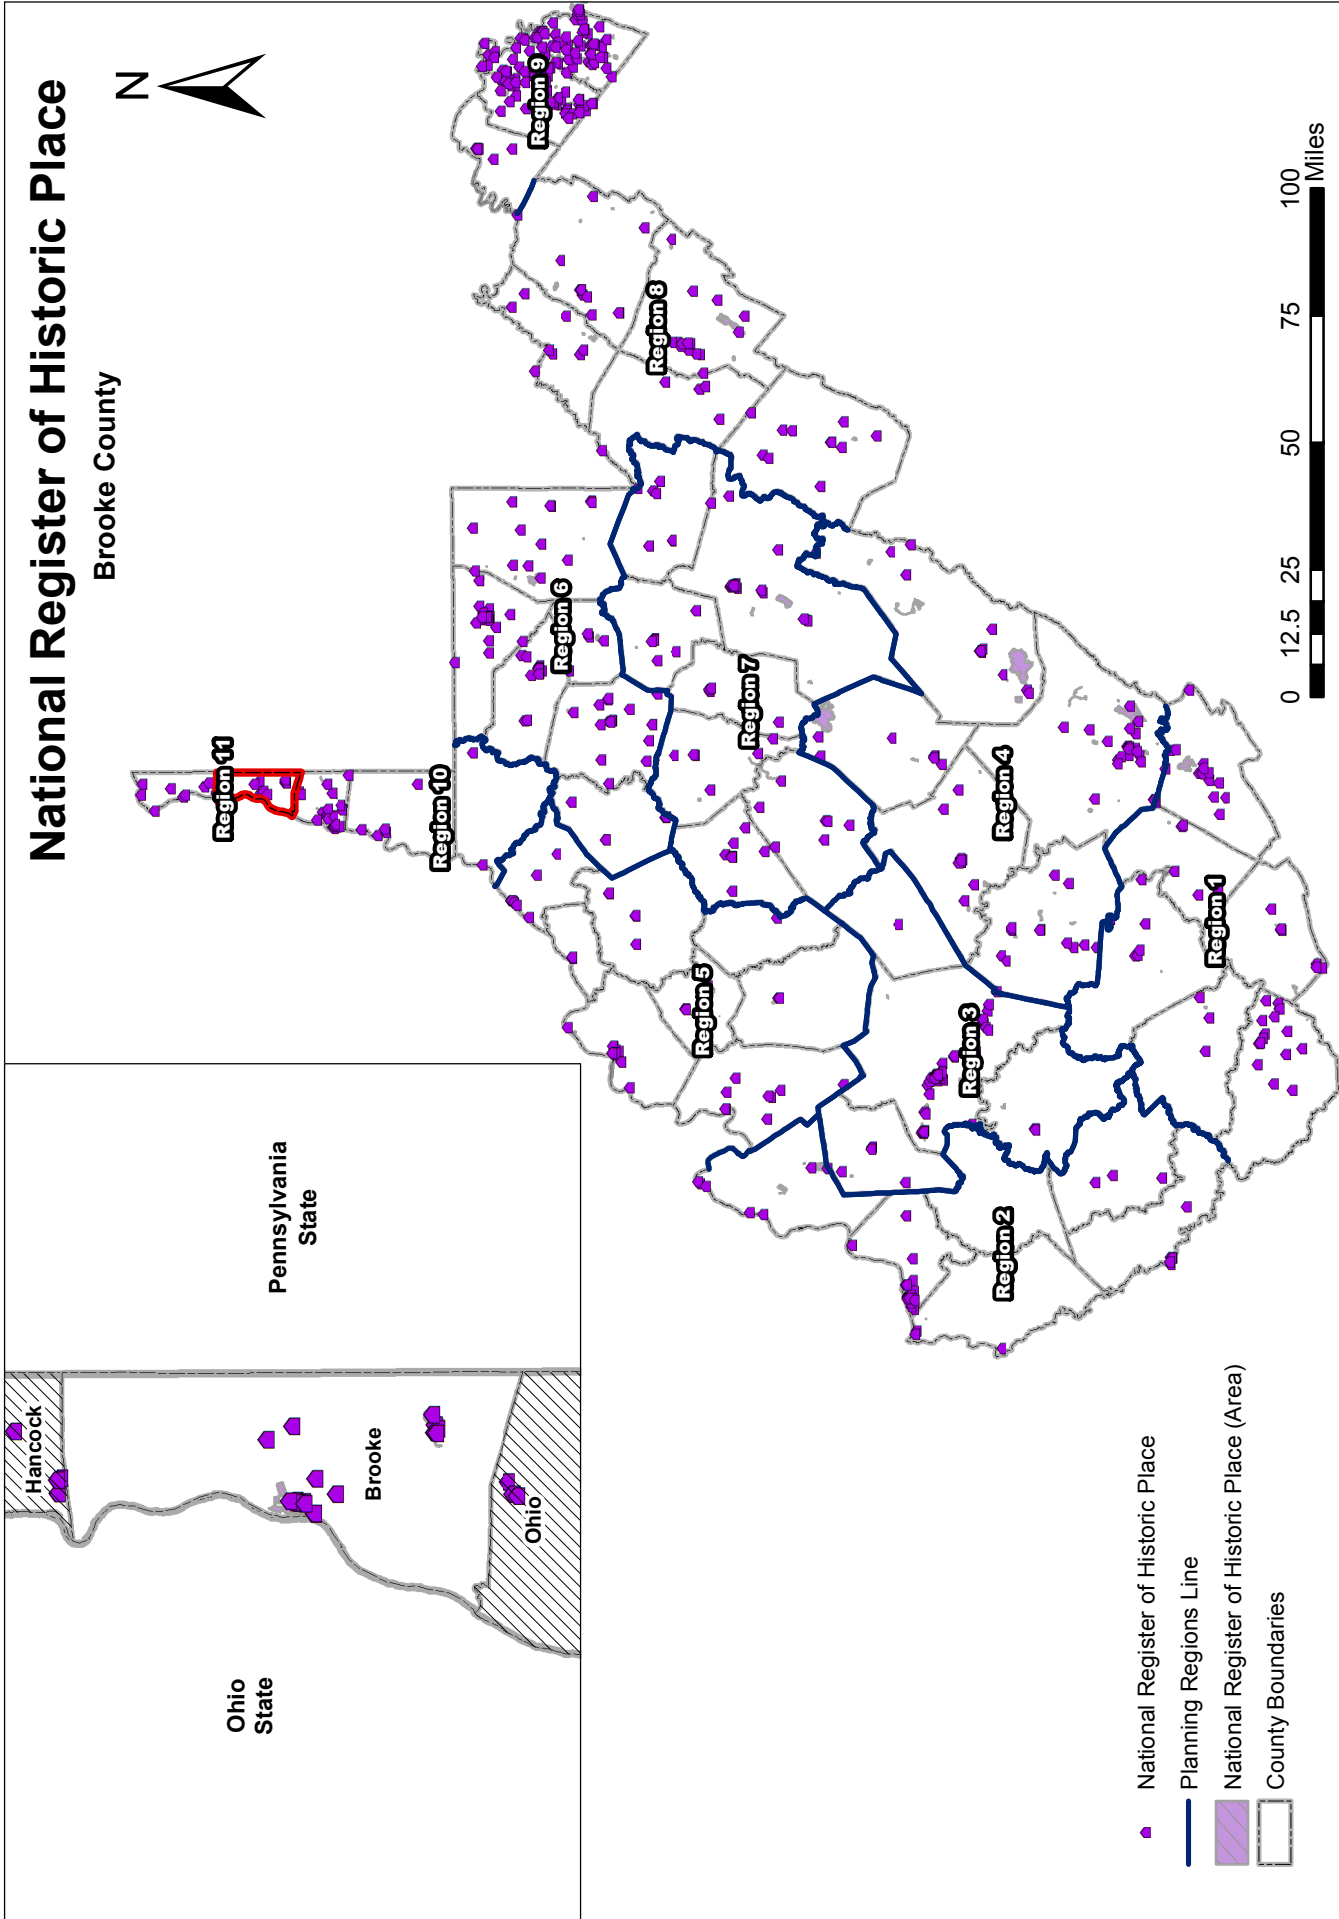 National Register of Historic Place
Brooke County
N
Hancock
Brooke
Ohio
Ohio
State
Pennsylvania
State
Region 11
Region 10
Region 9
Region 6
Region 8
Region 5
Region 7
Region 3
Region 4
Region 2
Region 1
National Register of Historic Place
Planning Regions Line
National Register of Historic Place (Area)
County Boundaries
0 12.5 25 50 75 100
Miles